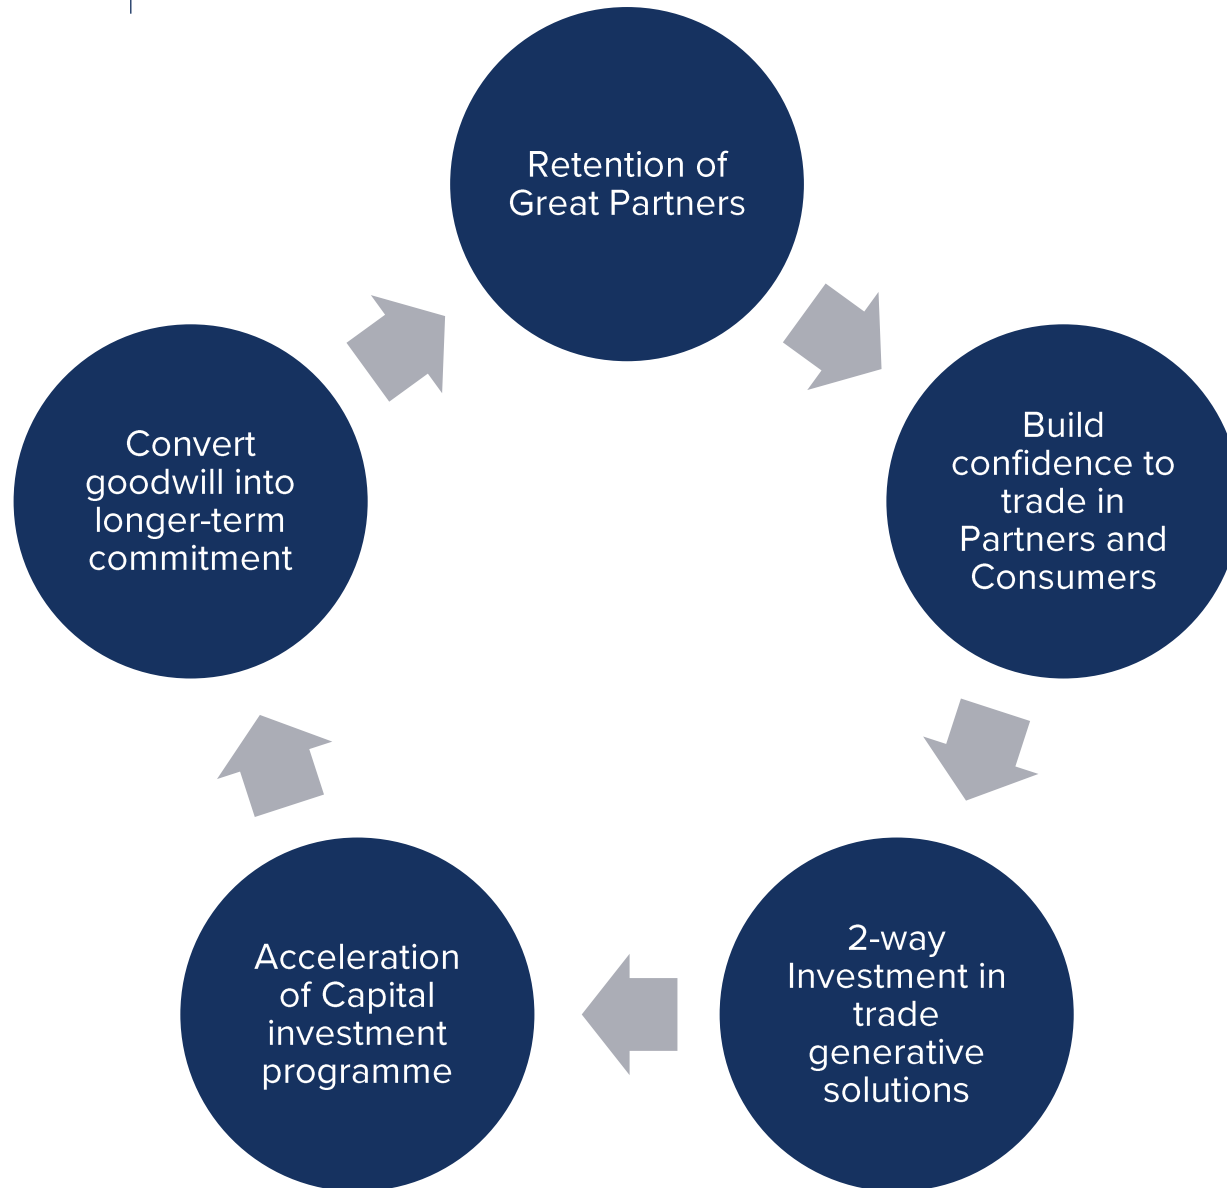 Retention of
Great Partners
Build
confidence to
trade in
Partners and
Consumers
2-way
Investment in
trade
generative
solutions
Acceleration
of Capital
investment
programme
Convert
goodwill into
longer-term
commitment